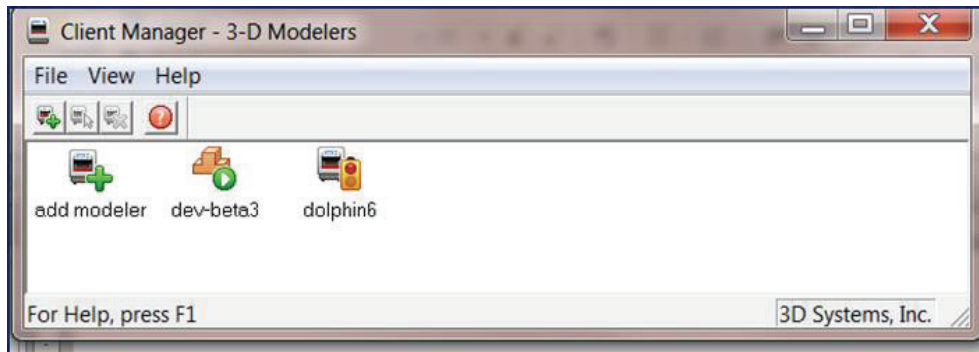 Client Manager - 3-D Modelers
File View Help
add modeler dev-beta3 dolphin6
For Help, press F1 3D Systems, Inc.